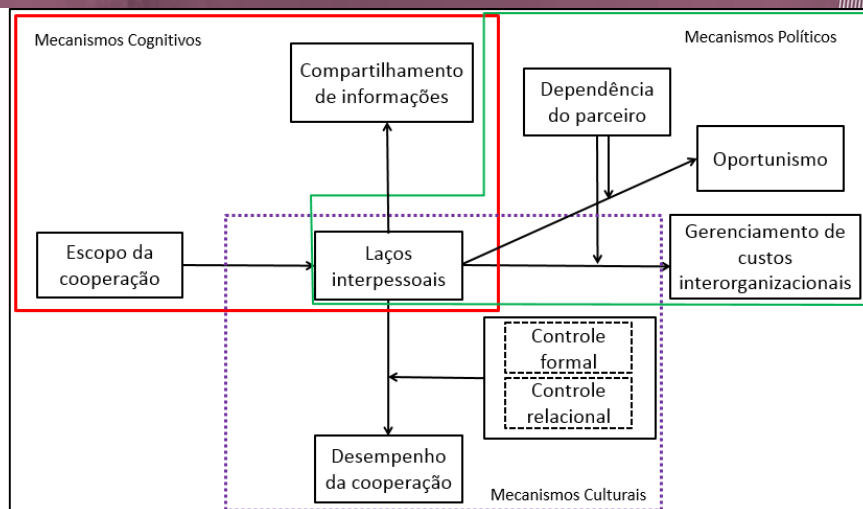 Mecanismos Cognitivos
Mecanismos Políticos
Compartilhamento
de informações
Dependência
do parceiro
Oportunismo
Escopo da
cooperação
Laços
interpessoais
Gerenciamento de
custos
interorganizacionais
Controle
formal
Controle
relacional
Desempenho
da cooperação
Mecanismos Culturais